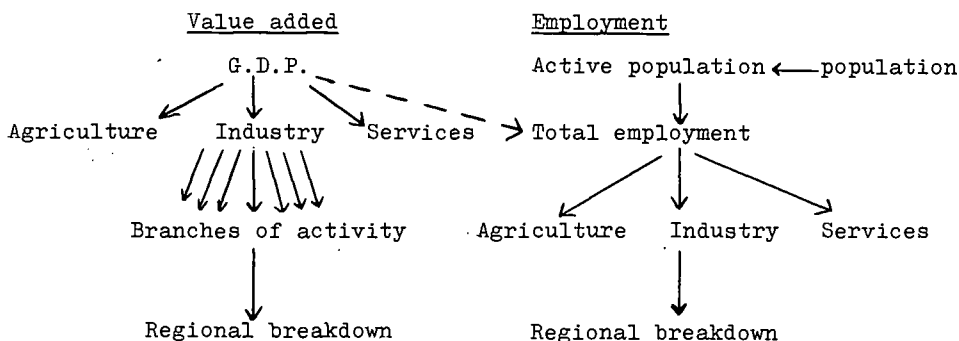 Value added Employment
G.D.P. Active population population
Agriculture Industry Services Total employment
Branches of activity Agriculture Industry Services
Regional breakdown Regional breakdown